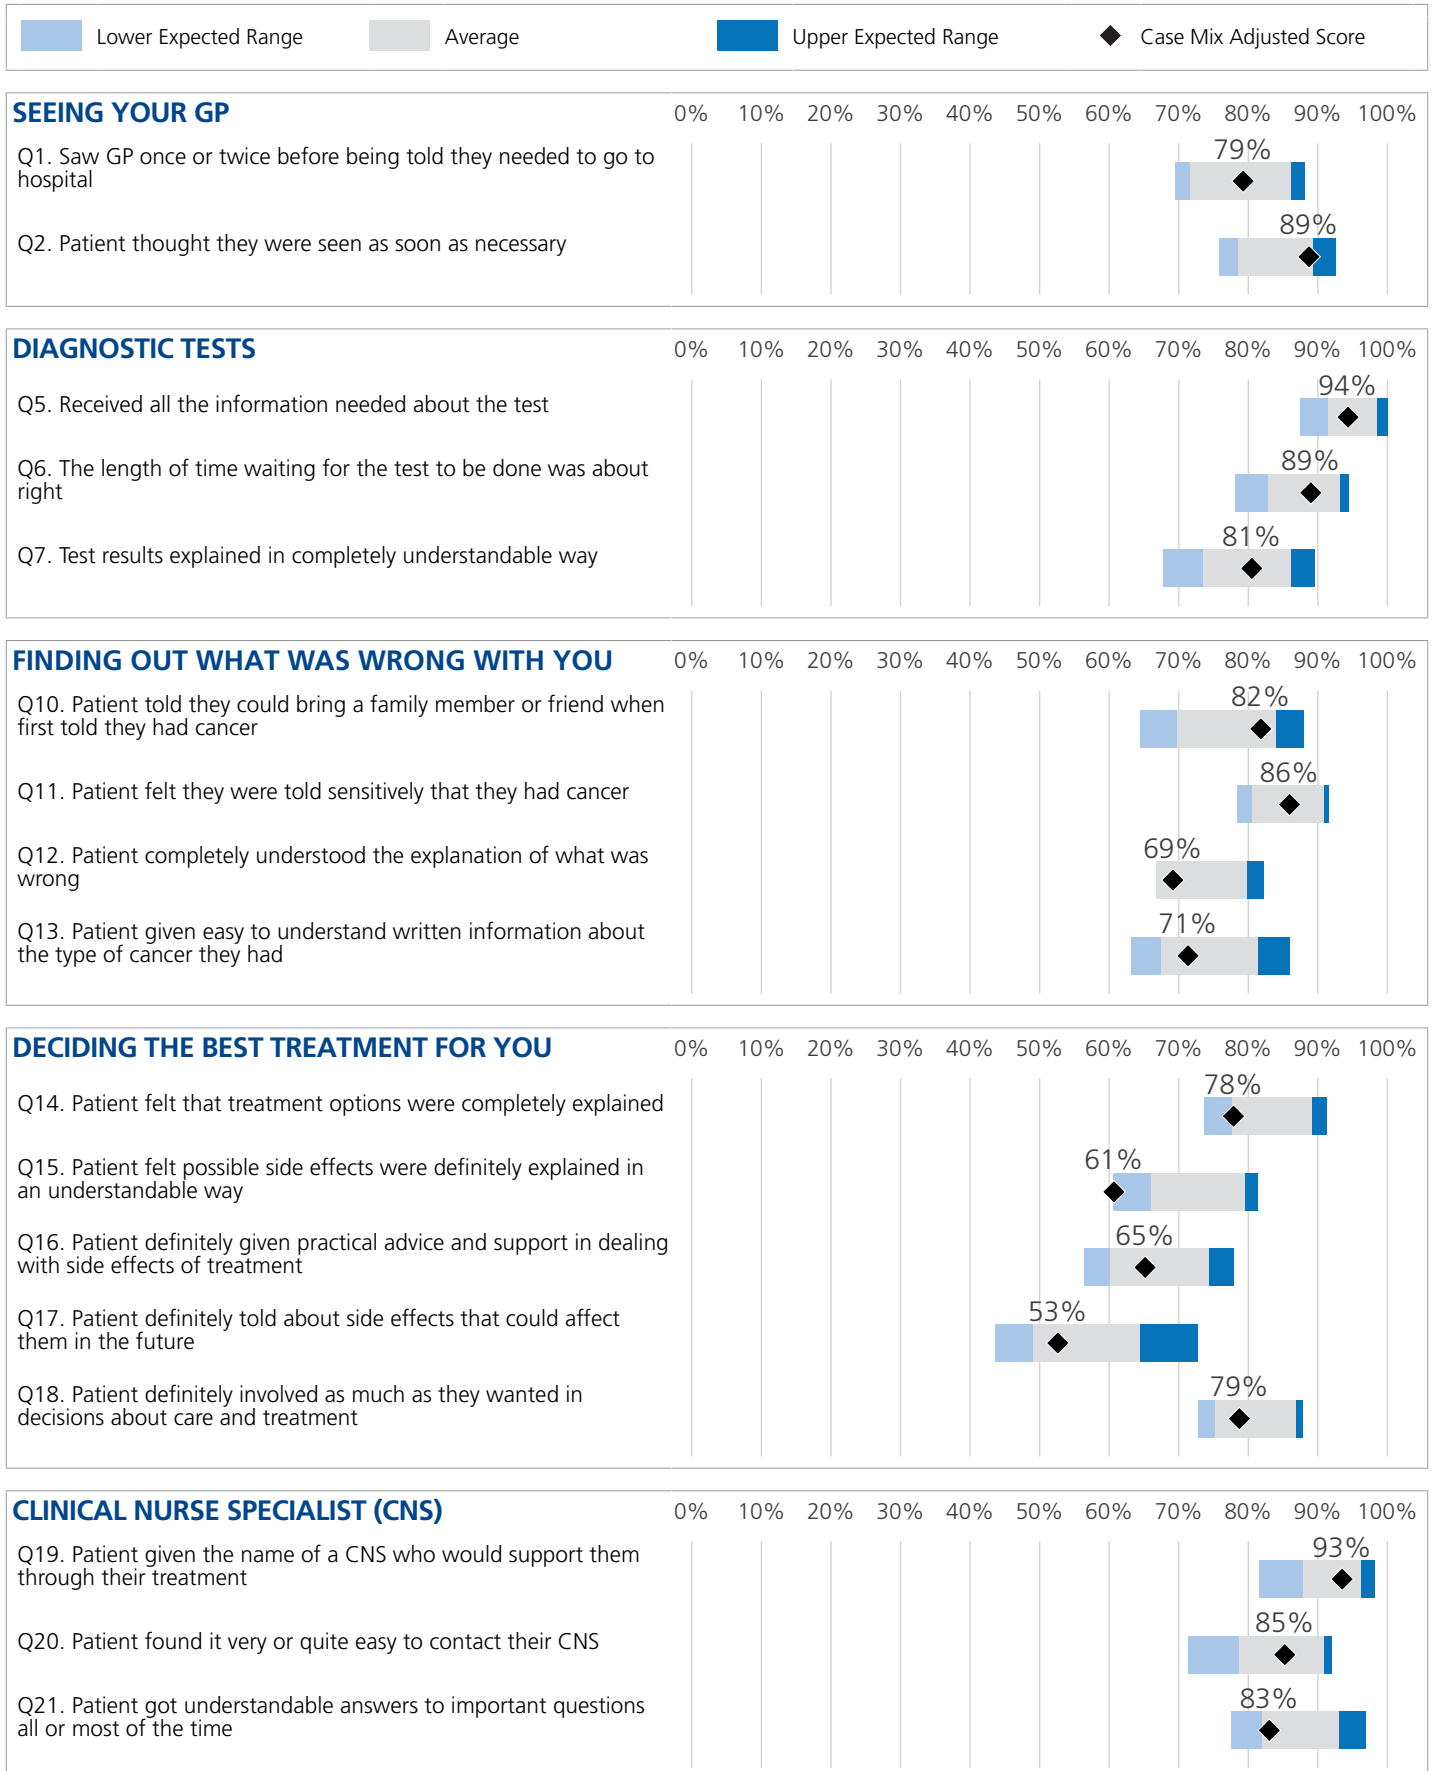 Lower Expected Range Average Upper Expected Range Case Mix Adjusted Score
SEEING YOUR GP 0% 10% 20% 30% 40% 50% 60% 70% 80% 90% 100%
79%
Q1. Saw GP once or twice before being told they needed to go to
hospital
89%
Q2. Patient thought they were seen as soon as necessary
DIAGNOSTIC TESTS 0% 10% 20% 30% 40% 50% 60% 70% 80% 90% 100%
94%
Q5. Received all the information needed about the test
89%
Q6. The length of time waiting for the test to be done was about
right
81%
Q7. Test results explained in completely understandable way
FINDING OUT WHAT WAS WRONG WITH YOU 0% 10% 20% 30% 40% 50% 60% 70% 80% 90% 100%
82%
Q10. Patient told they could bring a family member or friend when
first told they had cancer
86%
Q11. Patient felt they were told sensitively that they had cancer
69%
Q12. Patient completely understood the explanation of what was
wrong
71%
Q13. Patient given easy to understand written information about
the type of cancer they had
DECIDING THE BEST TREATMENT FOR YOU 0% 10% 20% 30% 40% 50% 60% 70% 80% 90% 100%
78%
Q14. Patient felt that treatment options were completely explained
61%
Q15. Patient felt possible side effects were definitely explained in
an understandable way
65%
Q16. Patient definitely given practical advice and support in dealing
with side effects of treatment
53%
Q17. Patient definitely told about side effects that could affect
them in the future
79%
Q18. Patient definitely involved as much as they wanted in
decisions about care and treatment
CLINICAL NURSE SPECIALIST (CNS) 0% 10% 20% 30% 40% 50% 60% 70% 80% 90% 100%
93%
Q19. Patient given the name of a CNS who would support them
through their treatment
85%
Q20. Patient found it very or quite easy to contact their CNS
83%
Q21. Patient got understandable answers to important questions
all or most of the time